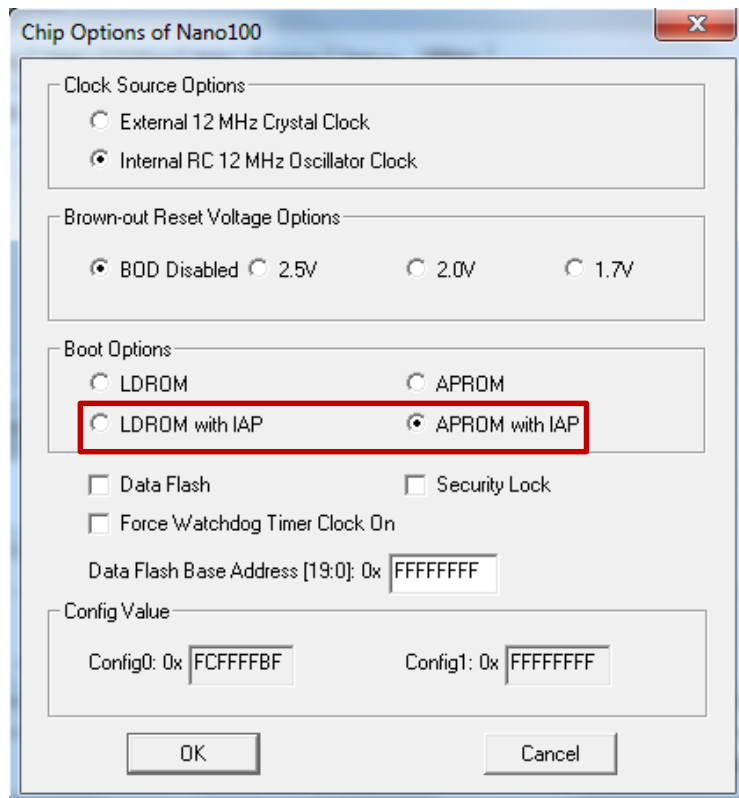 Chip Options of Nano100
Clock Source Options
External 12 MHz Crystal Clock
Internal RC 12 MHz Oscillator Clock
Brown-out Reset Voltage Options
BOD Disabled 2.5V 2.0V 1.7V
Boot Options
LDROM APROM
LDROM with IAP APROM with IAP
Data Flash Security Lock
Force Watchdog Timer Clock On
Data Flash Base Address [19:0]: 0x FFFFFFFF
Config Value
Config0: 0x FCFFFFBF Config1: 0x FFFFFFFF
OK Cancel